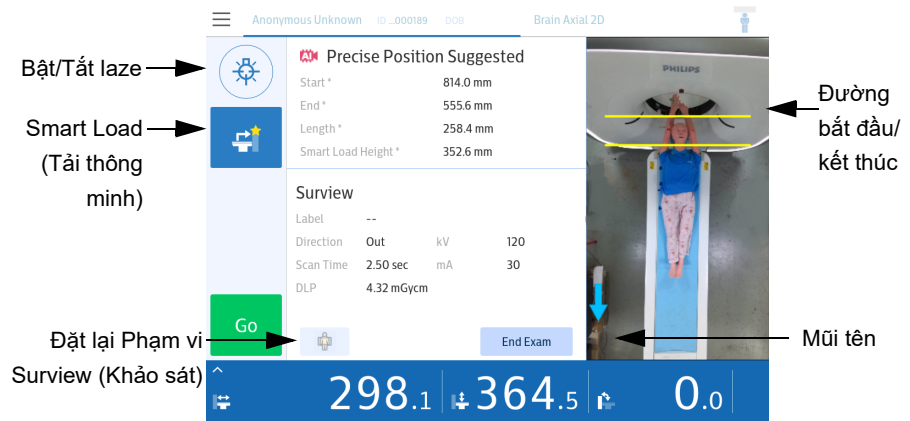 Anonymous Unknown ID ...000189 DOB Brain Axial 2D
Bật/Tắt laze
Smart Load
(Tải thông
minh)
Đặt lại Phạm vi
Surview (Khảo sát)
AI Precise Position Suggested
Start * 814.0 mm
End * 555.6 mm
Length * 258.4 mm
Smart Load Height * 352.6 mm
Surview
Label --
Direction Out kV 120
Scan Time 2.50 sec mA 30
DLP 4.32 mGycm
Go
End Exam
PHILIPS
Đường
bắt đầu/
kết thúc
Mũi tên
298.1 364.5 0.0